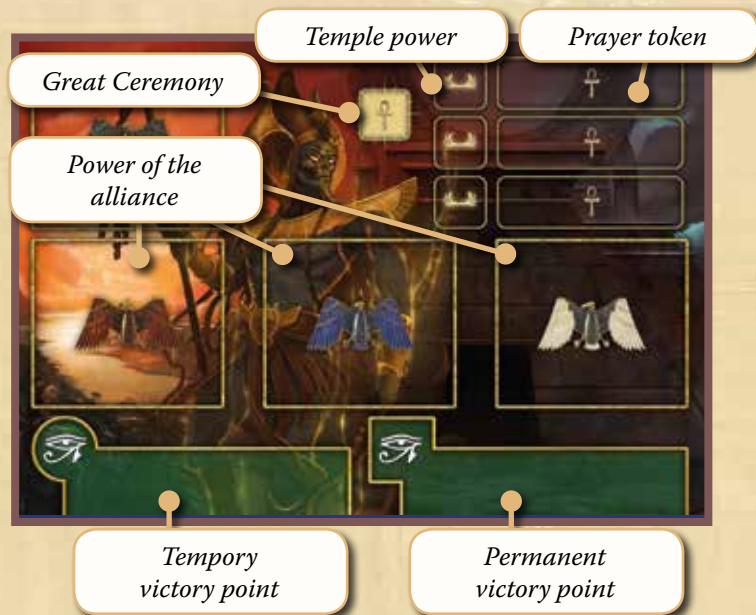 Temple power
Prayer token
Great Ceremony
Power of the
alliance
Tempory
victory point
Permanent
victory point